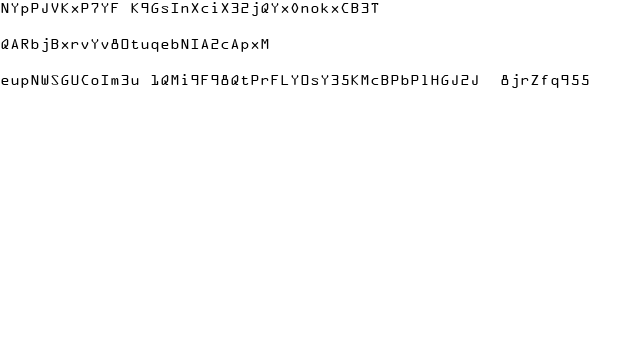 NYpPJVKxP7YF K9GsInXciX32jQYx0nokxCB3T
QARbjBxrvYv8OtuqebNIA2cApxM
eupNWSGUCoIm3u 1QMi9F98QtPrFLYOsY35KMcBPbP1HGJ2J  8jrZfq955